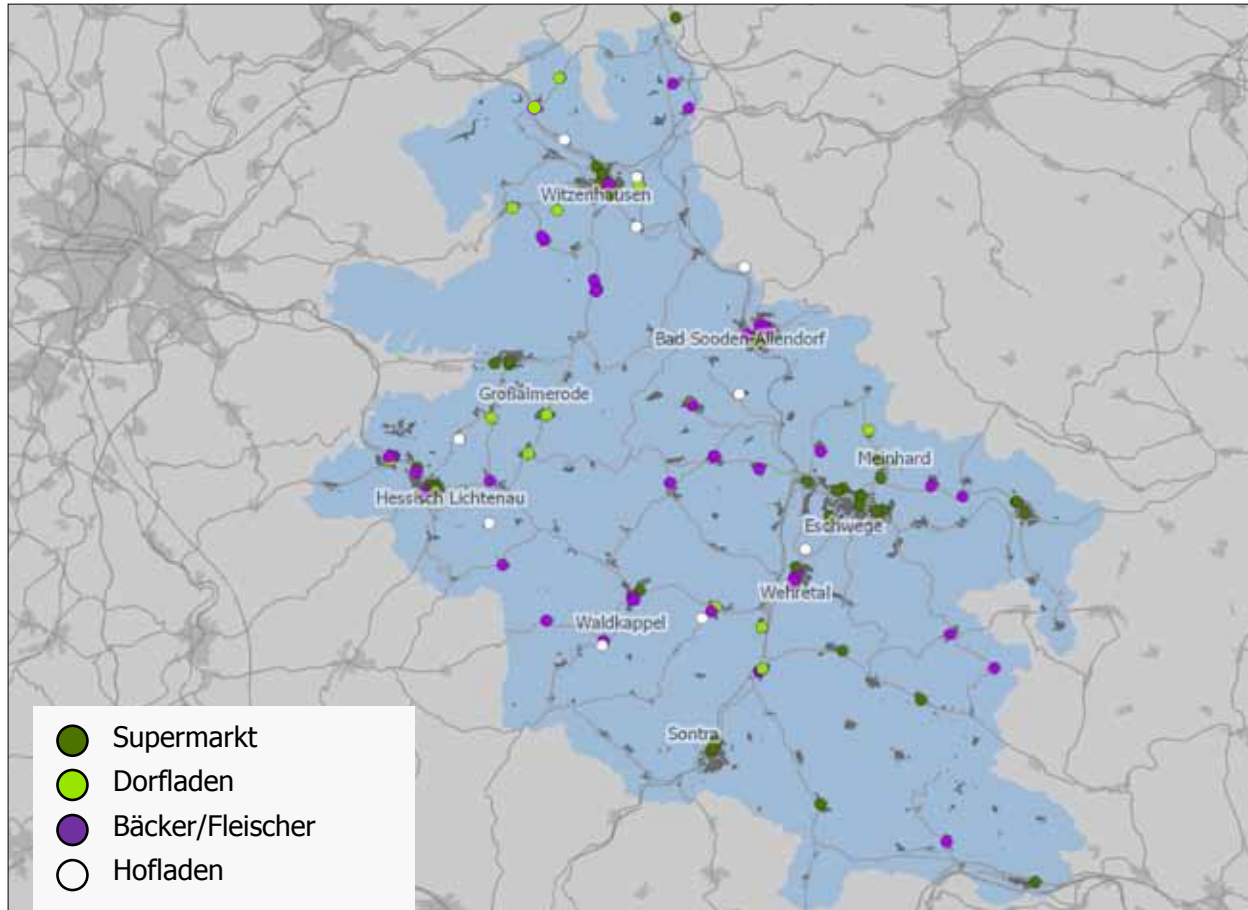 Witzenhausen
Bad Sooden-Allendorf
Großalmerode
Meinhard
Hessisch Lichtenau
Eschwege
Wehretal
Waldkappel
Sontra
Supermarkt
Dorfladen
Bäcker/Fleischer
Hofladen